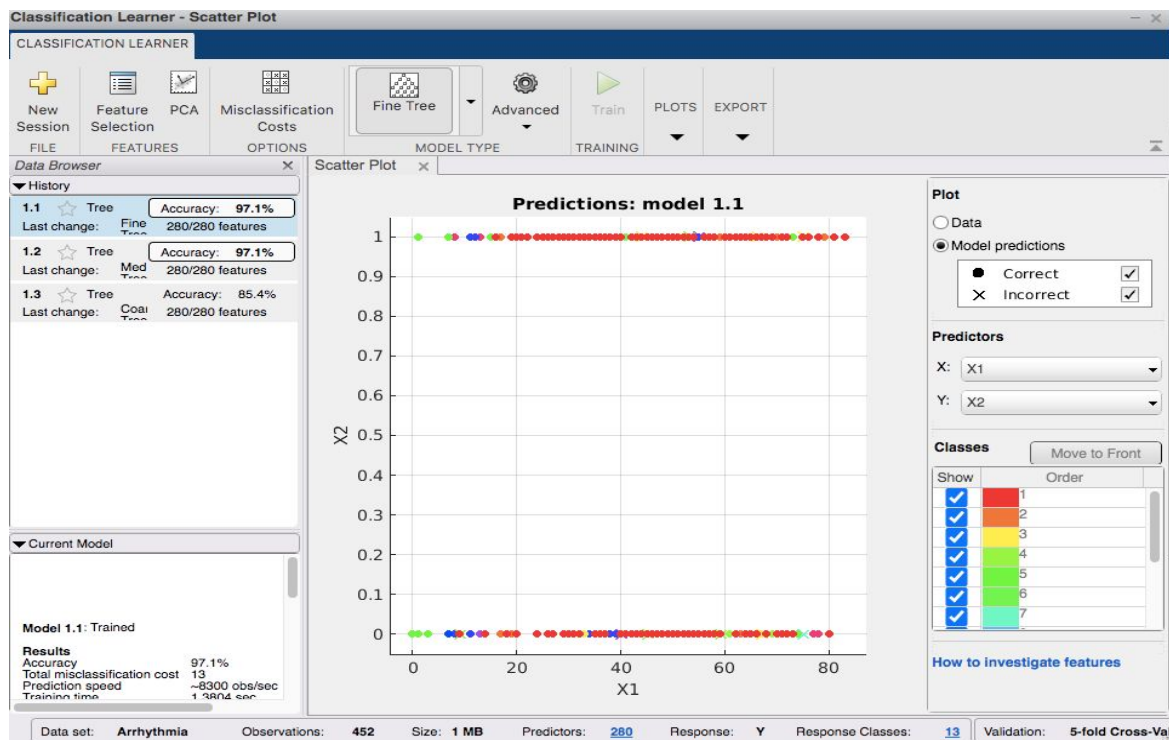 Classification Learner - Scatter Plot
CLASSIFICATION LEARNER
New Session
Feature Selection
PCA
Misclassification Costs
Fine Tree
Advanced
Train
PLOTS
EXPORT
FILE
FEATURES
OPTIONS
MODEL TYPE
TRAINING
Data Browser
History
1.1 Tree Accuracy: 97.1%
Last change: Fine 280/280 features
1.2 Tree Accuracy: 97.1%
Last change: Med 280/280 features
1.3 Tree Accuracy: 85.4%
Last change: Coar 280/280 features
Current Model
Model 1.1: Trained
Results
Accuracy 97.1%
Total misclassification cost 13
Prediction speed ~8300 obs/sec
Training time 1.3804 sec
Scatter Plot
Predictions: model 1.1
1
0.9
0.8
0.7
0.6
0.5
0.4
0.3
0.2
0.1
0
X2
0 20 40 60 80
X1
Plot
Data
Model predictions
Correct
Incorrect
Predictors
X: X1
Y: X2
Classes
Move to Front
Show Order
1
2
3
4
5
6
7
How to investigate features
Data set: Arrhythmia Observations: 452 Size: 1 MB Predictors: 280 Response: Y Response Classes: 13 Validation: 5-fold Cross-Va